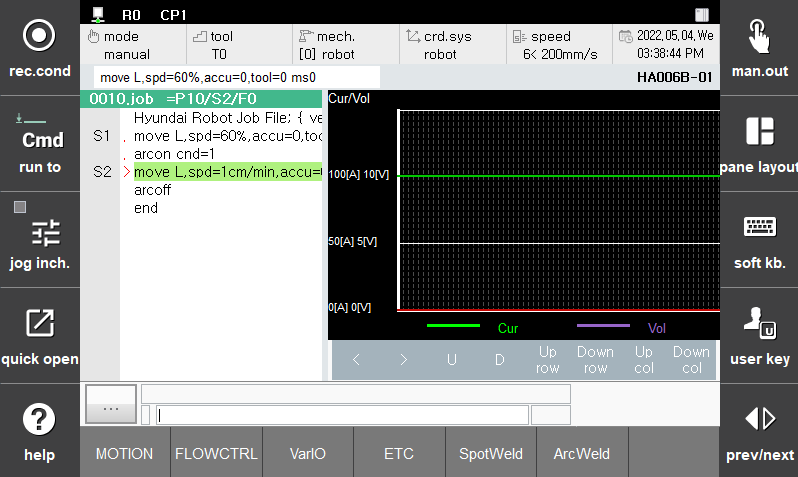 R0 CP1
rec.cond
mode
manual
tool
T0
mech.
[0] robot
crd.sys
robot
speed
6< 200mm/s
2022,05,04,We
03:38:44 PM
man.out
move L,spd=60%,accu=0,tool=0 ms0
HA006B-01
0010.job =P10/S2/F0
Cur/Vol
Hyundai Robot Job File; { ve
S1 move L,spd=60%,accu=0,too
arcon cnd=1
S2 >move L,spd=1cm/min,accu=
arcoff
end
100[A] 10[V]
50[A] 5[V]
0[A] 0[V]
Cur
Vol
Cmd
run to
pane layout
jog inch.
soft kb.
quick open
U
user key
< > U D Up row Down row Up col Down col
...
help
prev/next
MOTION FLOWCTRL VarIO ETC SpotWeld ArcWeld